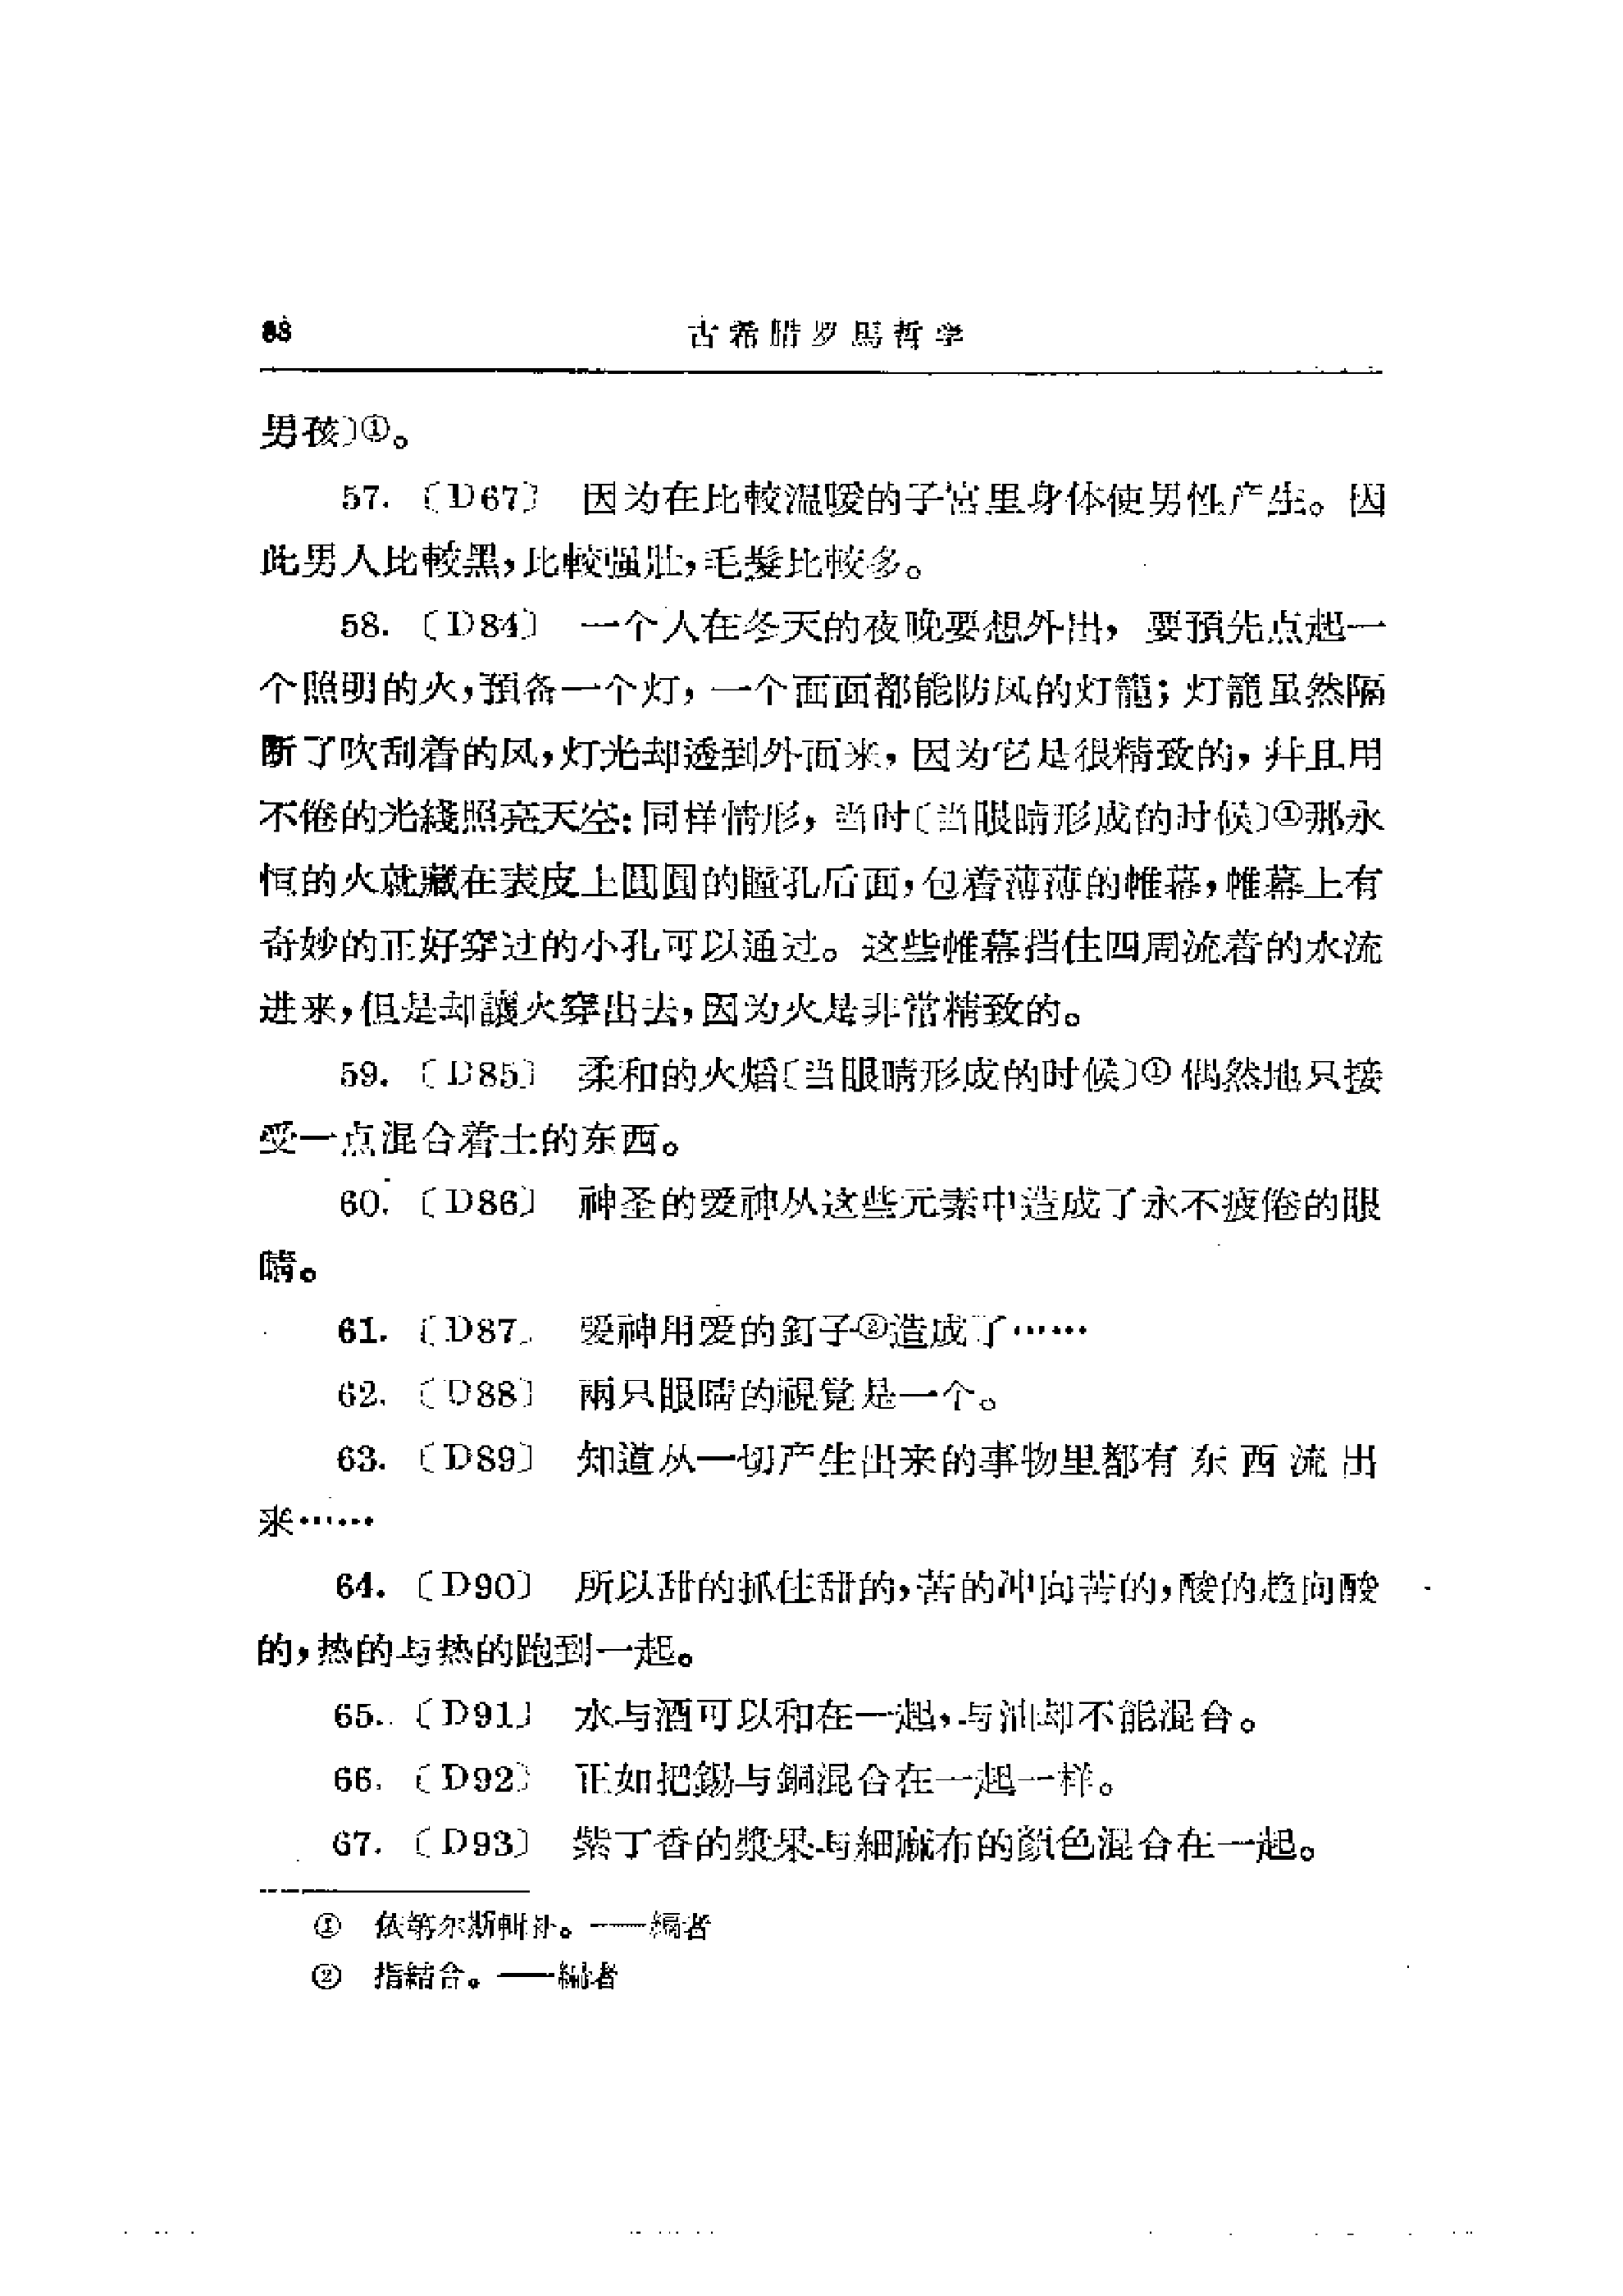 88 古希腊罗馬哲学
男孩〕①。
57. 〔D67〕 因为在比較温暖的子宫里身体使男性产生。因
此男人比較黑，比較强壯，毛髮比較多。
58. 〔D84〕 一个人在冬天的夜晚要想外出，要預先点起一
个照明的火，預备一个灯，一个面面都能防风的灯籠；灯籠虽然隔
断了吹刮着的风，灯光却透到外面来，因为它是很精致的，幷且用
不倦的光綫照亮天空；同样情形，当时〔当眼睛形成的时候〕①那永
恒的火就藏在表皮上圓圓的瞳孔后面，包着薄薄的帷幕，帷幕上有
奇妙的正好穿过的小孔可以通过。这些帷幕挡住四周流着的水流
进来，但是却讓火穿出去，因为火是非常精致的。
59. 〔D85〕 柔和的火焰〔当眼睛形成的时候〕①偶然地只接
受一点混合着土的东西。
60. 〔D86〕 神圣的爱神从这些元素中造成了永不疲倦的眼
睛。
61. 〔D87〕 爱神用爱的釘子②造成了……
62. 〔D88〕 兩只眼睛的視觉是一个。
63. 〔D89〕 知道从一切产生出来的事物里都有东西流出
来……
64. 〔D90〕 所以甜的抓住甜的，苦的冲向苦的，酸的趋向酸
的，热的与热的跑到一起。
65. 〔D91〕 水与酒可以和在一起，与油却不能混合。
66. 〔D92〕 正如把錫与銅混合在一起一样。
67. 〔D93〕 紫丁香的漿果与細麻布的顏色混合在一起。
① 依第尔斯輯补。——編者
② 指結合。——編者